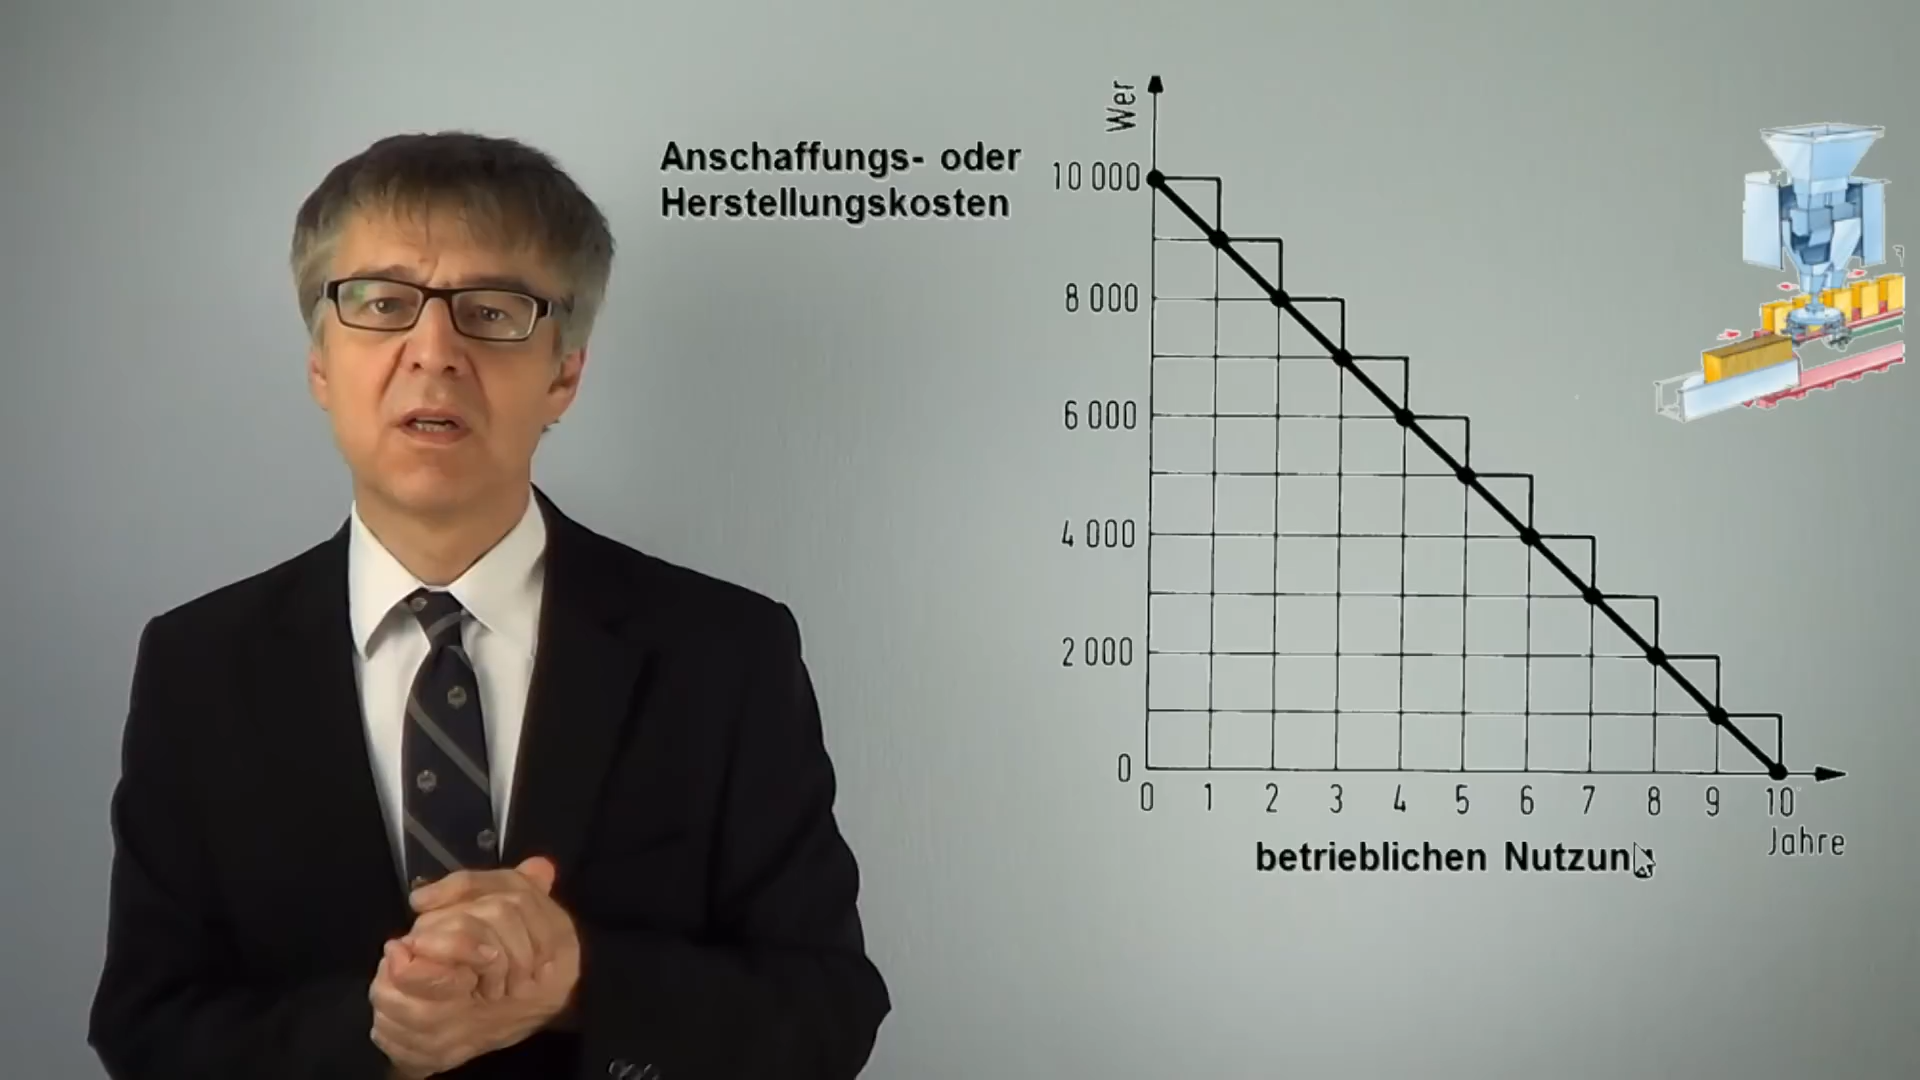 Anschaffungs- oder
Herstellungskosten
Wer
10 000
8 000
6 000
4 000
2 000
0
0 1 2 3 4 5 6 7 8 9 10
Jahre
betrieblichen Nutzun